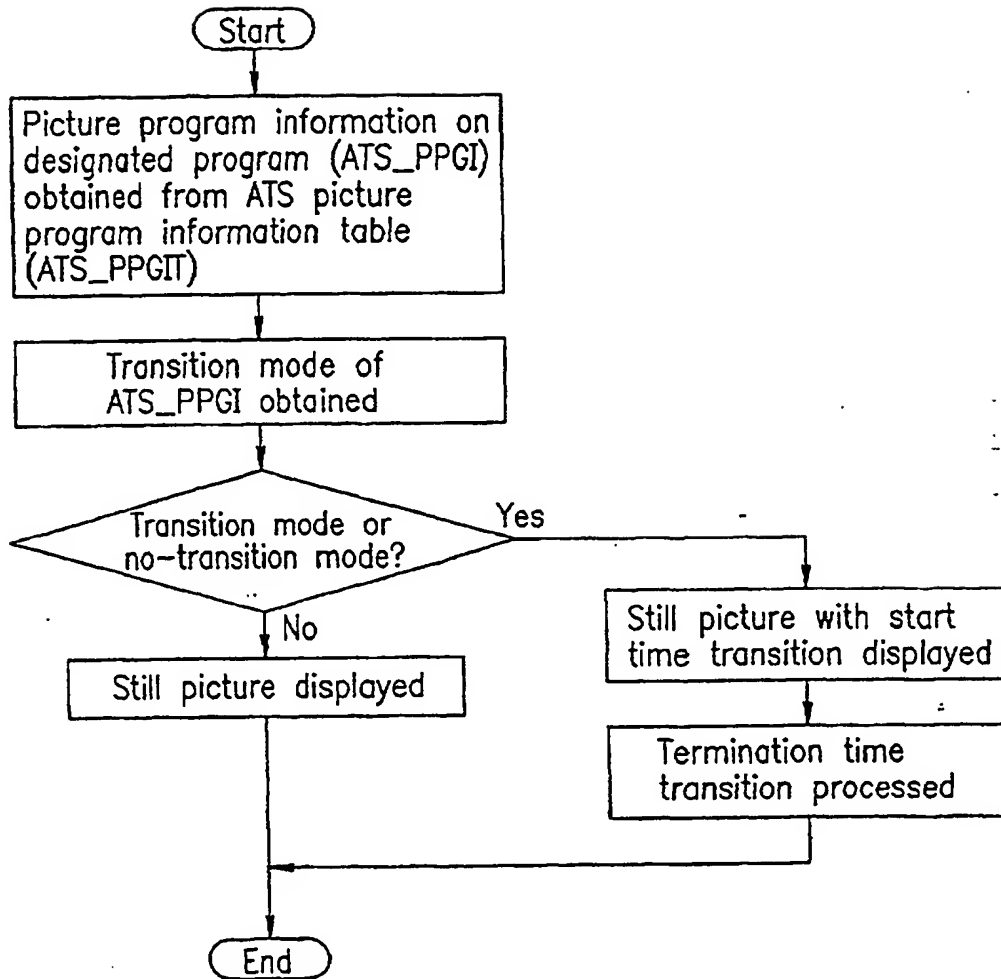 Start
Picture program information on
designated program (ATS_PPGI)
obtained from ATS picture
program information table
(ATS_PPGIT)
Transition mode of
ATS_PPGI obtained
Transition mode or
no-transition mode?
Yes
No
Still picture with start
time transition displayed
Still picture displayed
Termination time
transition processed
End